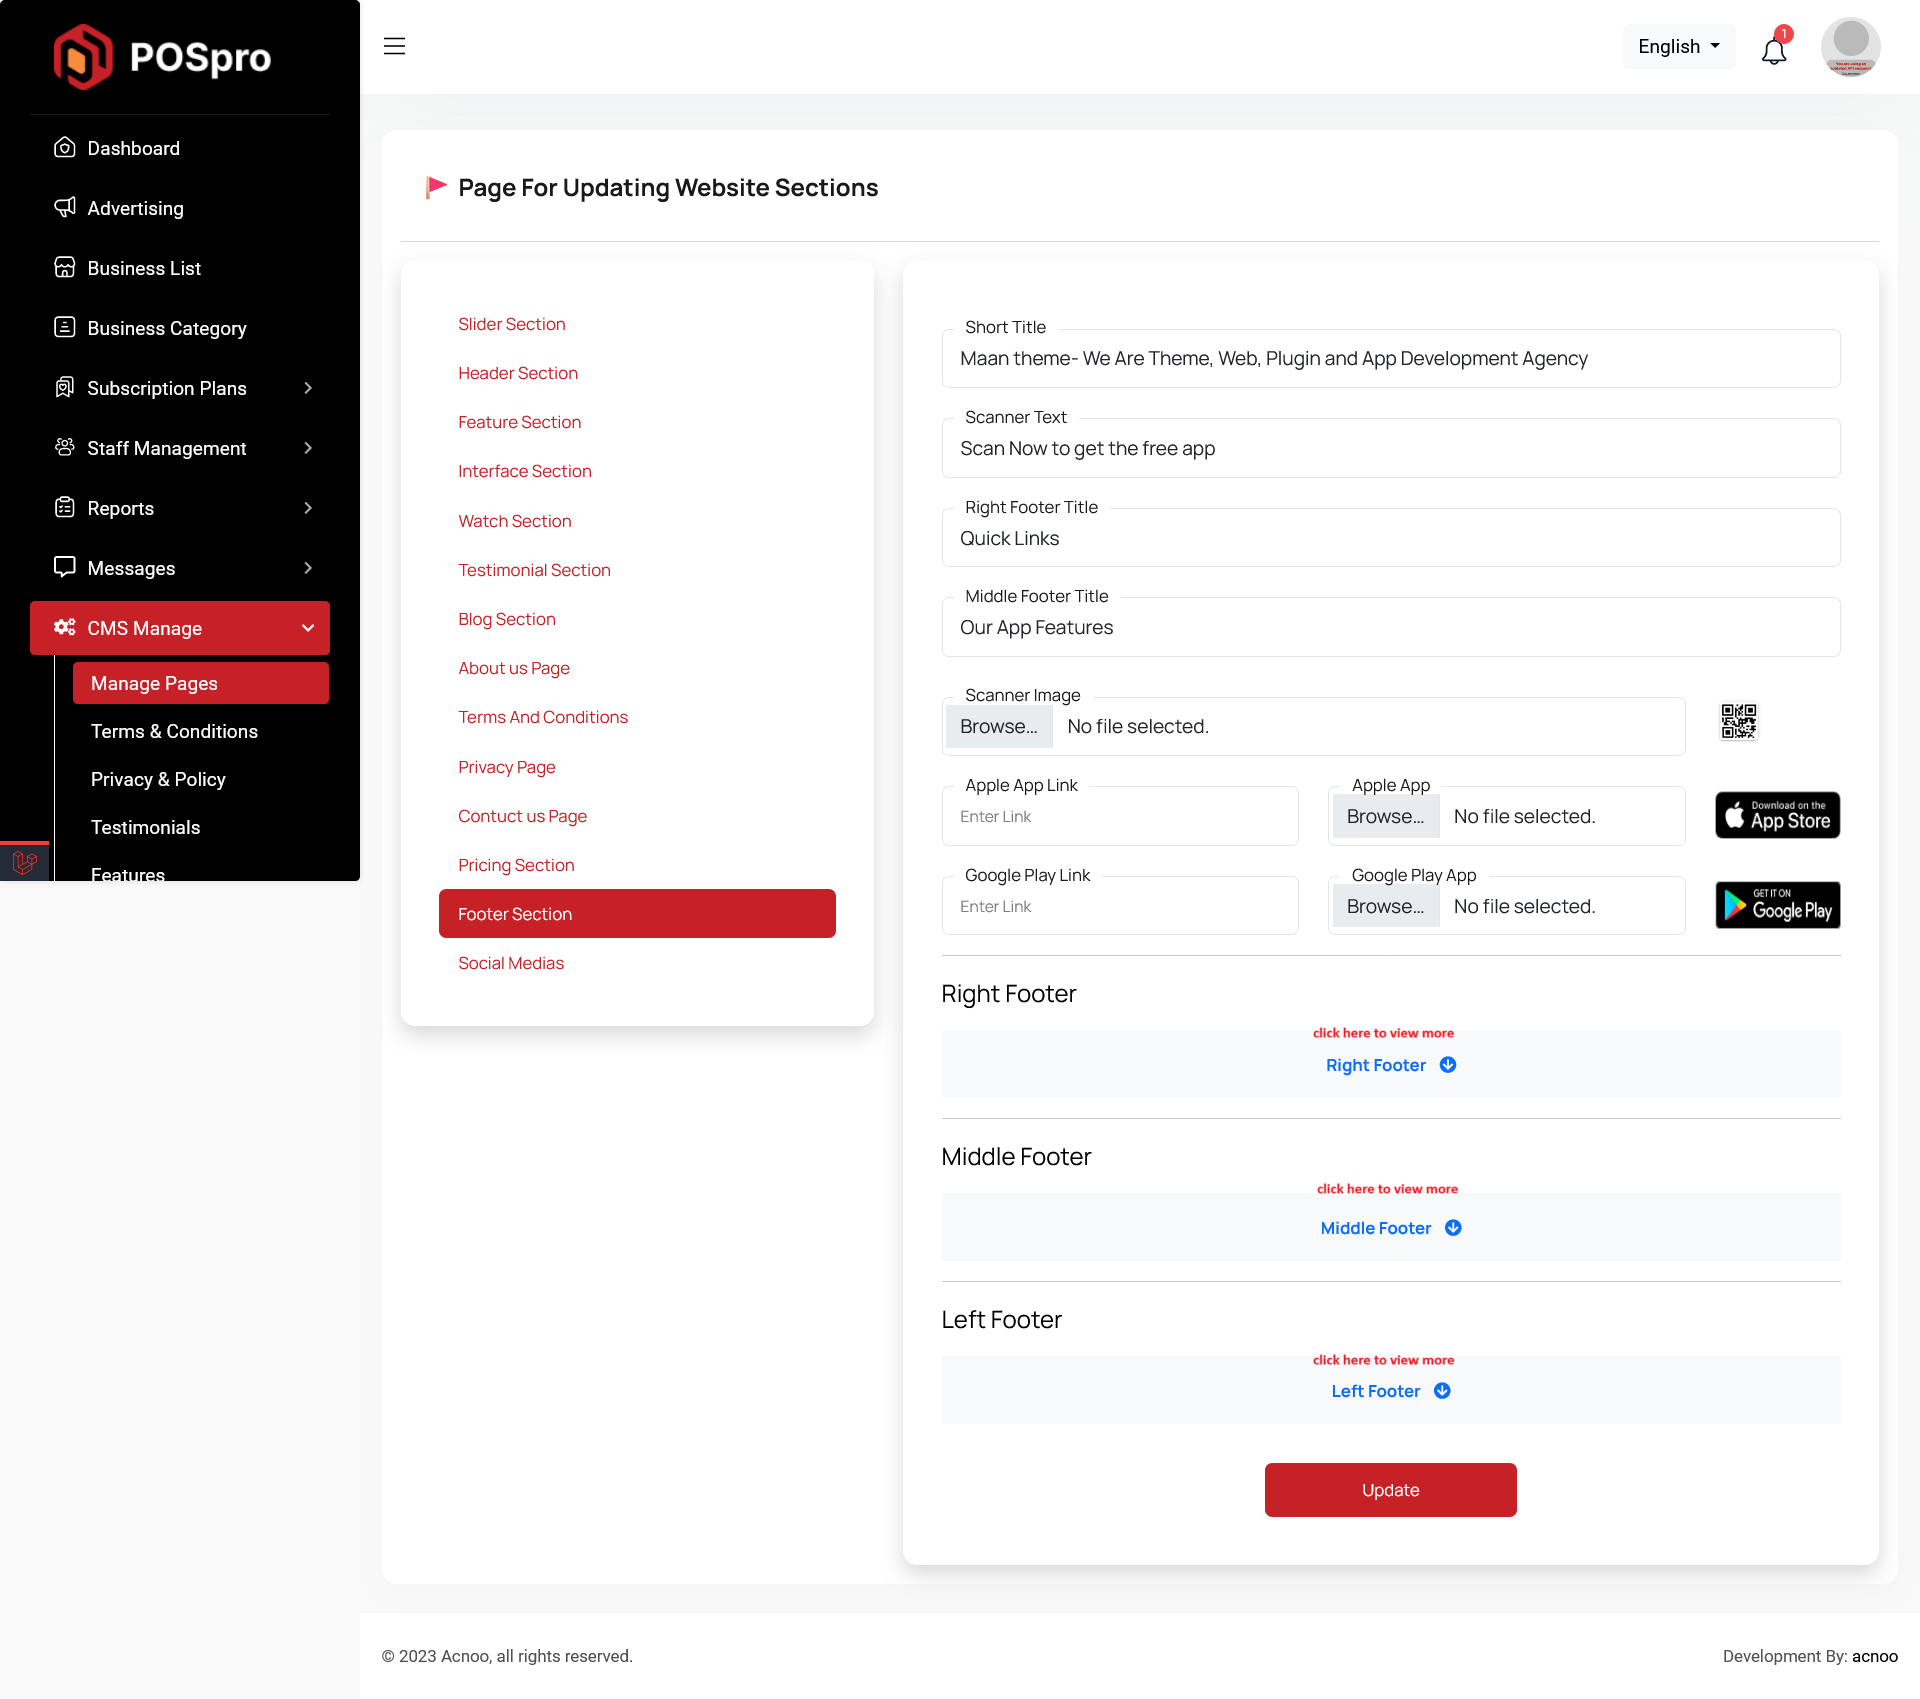 POSpro
English
1
Dashboard
Advertising
Business List
Business Category
Subscription Plans
Staff Management
Reports
Messages
CMS Manage
Manage Pages
Terms & Conditions
Privacy & Policy
Testimonials
Features
Page For Updating Website Sections
Slider Section
Header Section
Feature Section
Interface Section
Watch Section
Testimonial Section
Blog Section
About us Page
Terms And Conditions
Privacy Page
Contuct us Page
Pricing Section
Footer Section
Social Medias
Short Title
Maan theme- We Are Theme, Web, Plugin and App Development Agency
Scanner Text
Scan Now to get the free app
Right Footer Title
Quick Links
Middle Footer Title
Our App Features
Scanner Image
Browse... No file selected.
Apple App Link
Enter Link
Apple App
Browse... No file selected.
Download on the
App Store
Google Play Link
Enter Link
Google Play App
Browse... No file selected.
GET IT ON
Google Play
Right Footer
click here to view more
Right Footer
Middle Footer
click here to view more
Middle Footer
Left Footer
click here to view more
Left Footer
Update
© 2023 Acnoo, all rights reserved.
Development By: acnoo